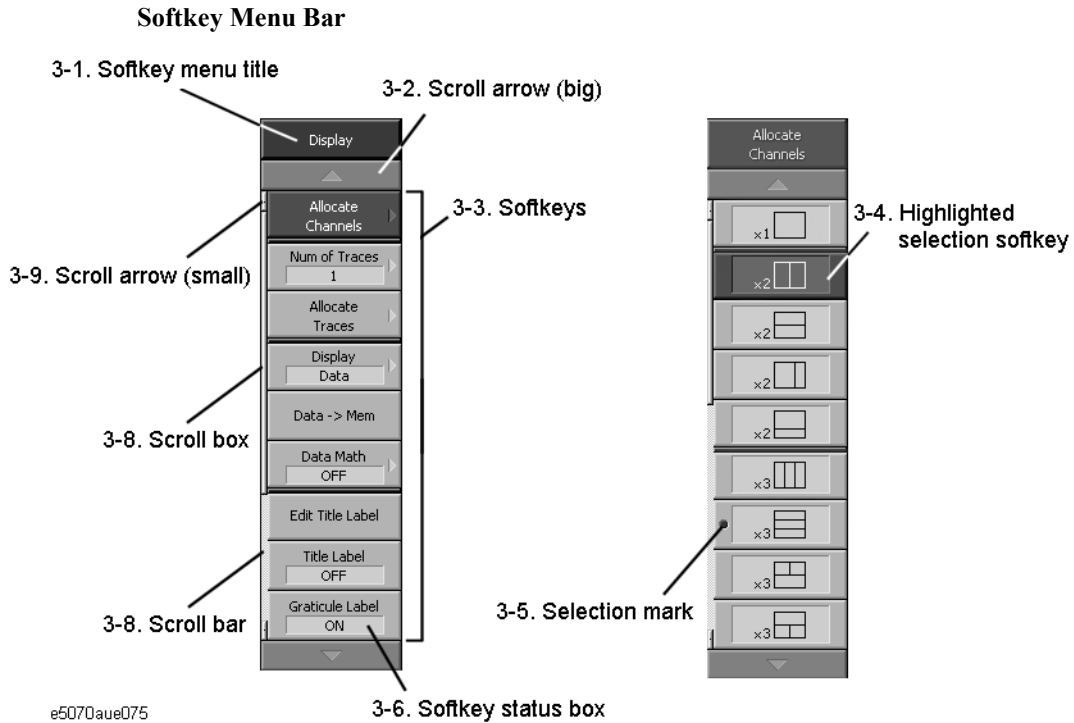 Softkey Menu Bar
3-1. Softkey menu title
3-2. Scroll arrow (big)
Display
Allocate
Channels
Allocate
Channels
3-3. Softkeys
3-4. Highlighted
selection softkey
3-9. Scroll arrow (small)
Num of Traces
1
Allocate
Traces
Display
Data
Data -> Mem
3-8. Scroll box
Data Math
OFF
Edit Title Label
Title Label
OFF
Graticule Label
ON
3-8. Scroll bar
×1
×2
×2
×2
×2
×3
×3
×3
×3
3-5. Selection mark
3-6. Softkey status box
e5070aue075